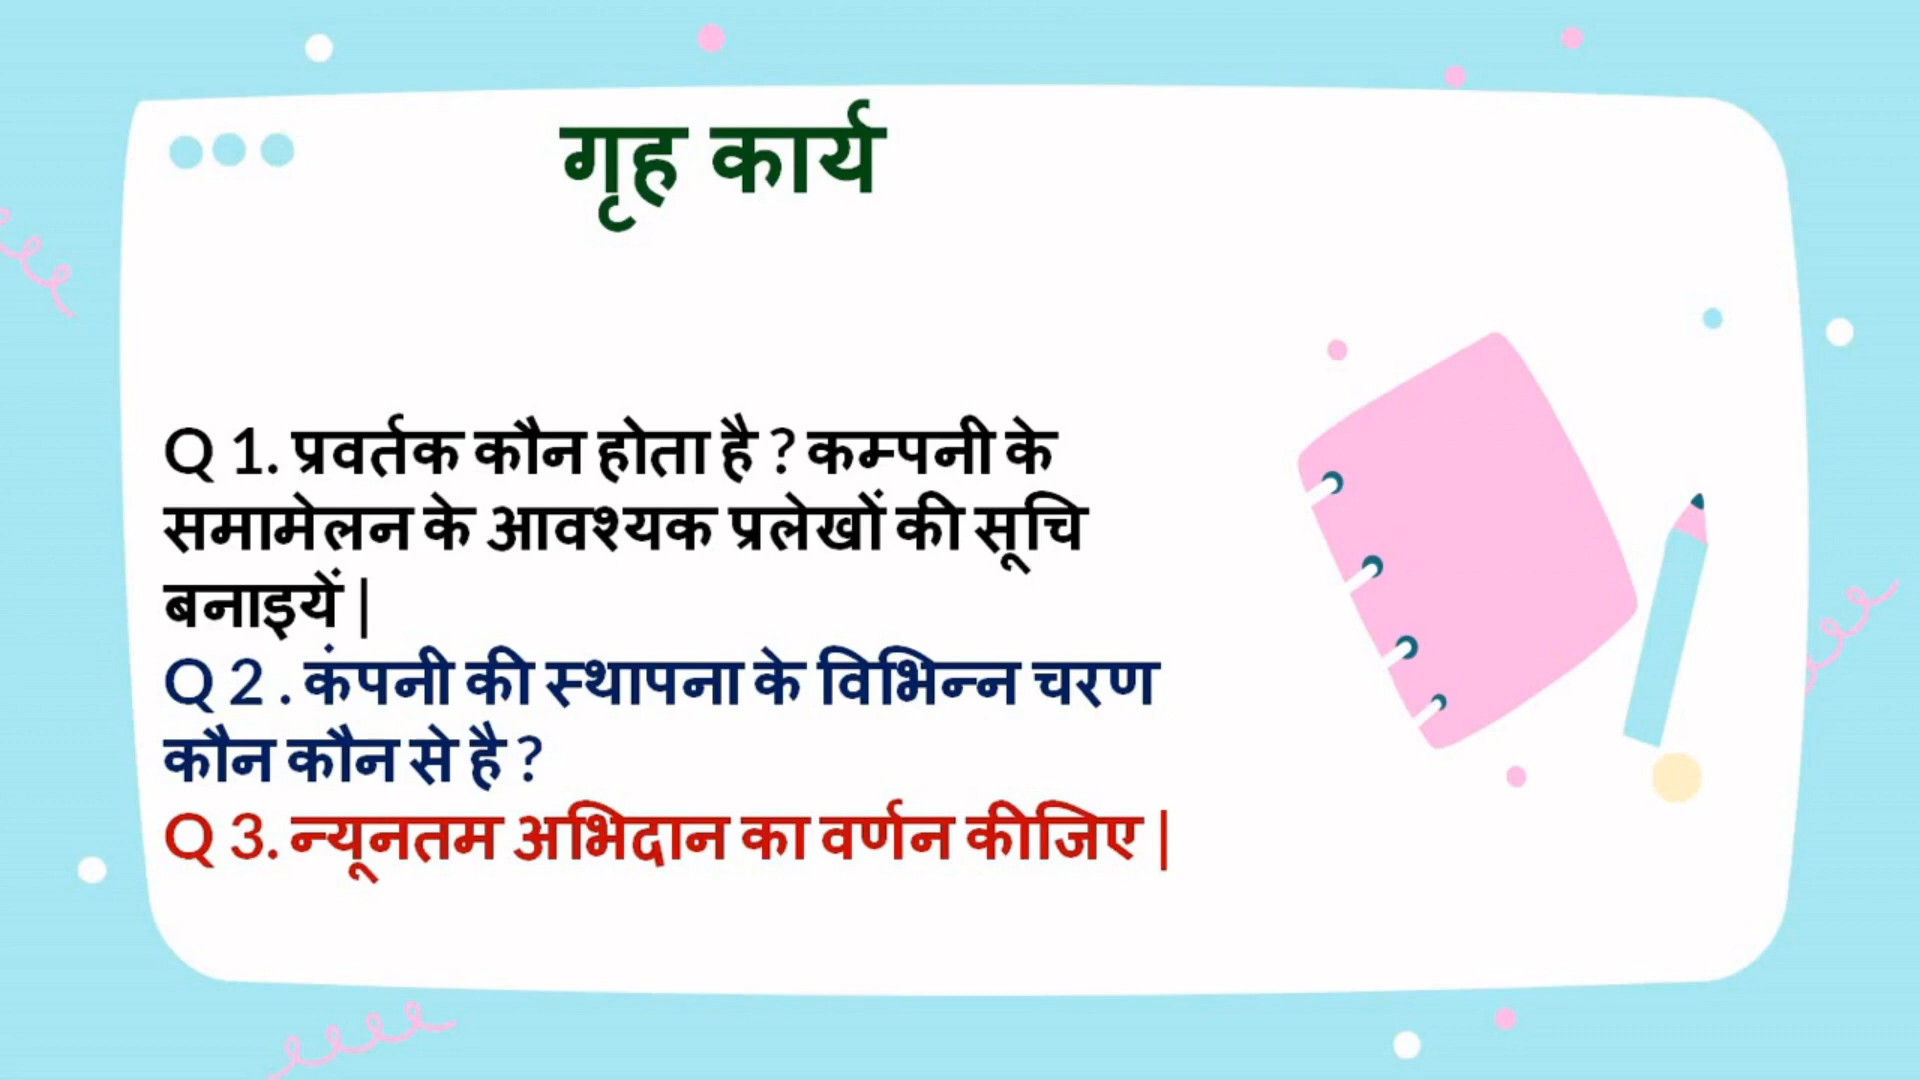 गृह कार्य
Q 1. प्रवर्तक कौन होता है ? कम्पनी के
समामेलन के आवश्यक प्रलेखों की सूचि
बनाइयें |
Q 2 . कंपनी की स्थापना के विभिन्न चरण
कौन कौन से है ?
Q 3. न्यूनतम अभिदान का वर्णन कीजिए |